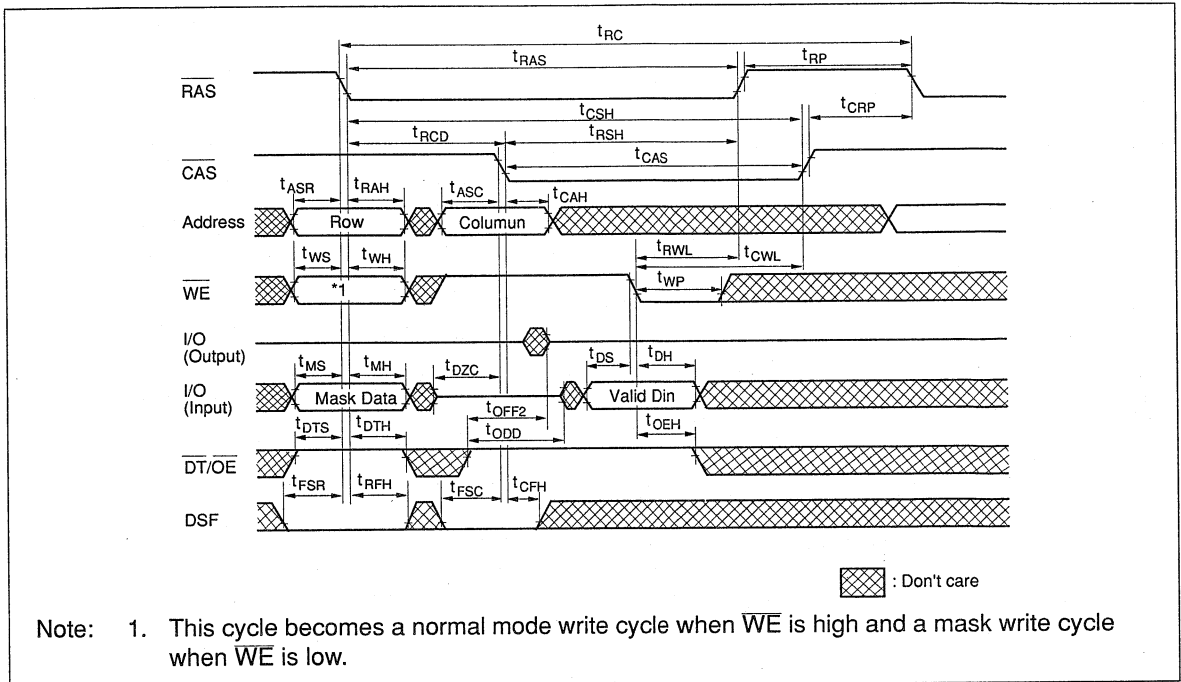 tRC
tRAS
tRP
RAS
tCSH
tCRP
tRCD
tRSH
CAS
tCAS
tASR
tRAH
tASC
tCAH
Address
Row
Columun
tRWL
tCWL
tWS
tWH
WE
*1
tWP
I/O
(Output)
tMS
tMH
tDZC
tDS
tDH
I/O
(Input)
Mask Data
Valid Din
tOFF2
tDTS
tDTH
tODD
tOEH
DT/OE
tFSR
tRFH
tFSC
tCFH
DSF
: Don't care
Note: 1. This cycle becomes a normal mode write cycle when WE is high and a mask write cycle
when WE is low.